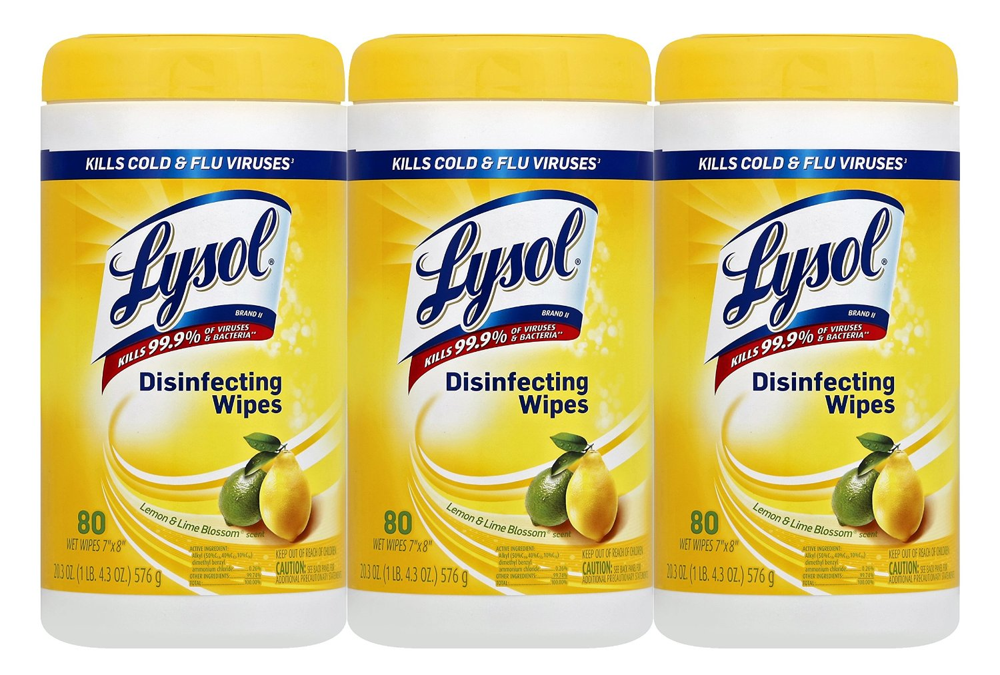 KILLS COLD & FLU VIRUSES³
Lysol®
BRAND II
KILLS 99.9% OF VIRUSES & BACTERIA**
Disinfecting
Wipes
Lemon & Lime Blossom® scent
80
WET WIPES 7"x8"
20.3 OZ. (1 LB. 4.3 OZ.) 576 g
ACTIVE INGREDIENT:
Alkyl (50%C₁₄, 40%C₁₂, 10%C₁₆)
dimethyl benzyl
ammonium chloride..........0.26%
OTHER INGREDIENTS:..........99.74%
TOTAL:..........100.00%
KEEP OUT OF REACH OF CHILDREN
CAUTION: SEE BACK PANEL FOR
ADDITIONAL PRECAUTIONARY STATEMENTS
KILLS COLD & FLU VIRUSES³
Lysol®
BRAND II
KILLS 99.9% OF VIRUSES & BACTERIA**
Disinfecting
Wipes
Lemon & Lime Blossom® scent
80
WET WIPES 7"x8"
20.3 OZ. (1 LB. 4.3 OZ.) 576 g
ACTIVE INGREDIENT:
Alkyl (50%C₁₄, 40%C₁₂, 10%C₁₆)
dimethyl benzyl
ammonium chloride..........0.26%
OTHER INGREDIENTS:..........99.74%
TOTAL:..........100.00%
KEEP OUT OF REACH OF CHILDREN
CAUTION: SEE BACK PANEL FOR
ADDITIONAL PRECAUTIONARY STATEMENTS
KILLS COLD & FLU VIRUSES³
Lysol®
BRAND II
KILLS 99.9% OF VIRUSES & BACTERIA**
Disinfecting
Wipes
Lemon & Lime Blossom® scent
80
WET WIPES 7"x8"
20.3 OZ. (1 LB. 4.3 OZ.) 576 g
ACTIVE INGREDIENT:
Alkyl (50%C₁₄, 40%C₁₂, 10%C₁₆)
dimethyl benzyl
ammonium chloride..........0.26%
OTHER INGREDIENTS:..........99.74%
TOTAL:..........100.00%
KEEP OUT OF REACH OF CHILDREN
CAUTION: SEE BACK PANEL FOR
ADDITIONAL PRECAUTIONARY STATEMENTS